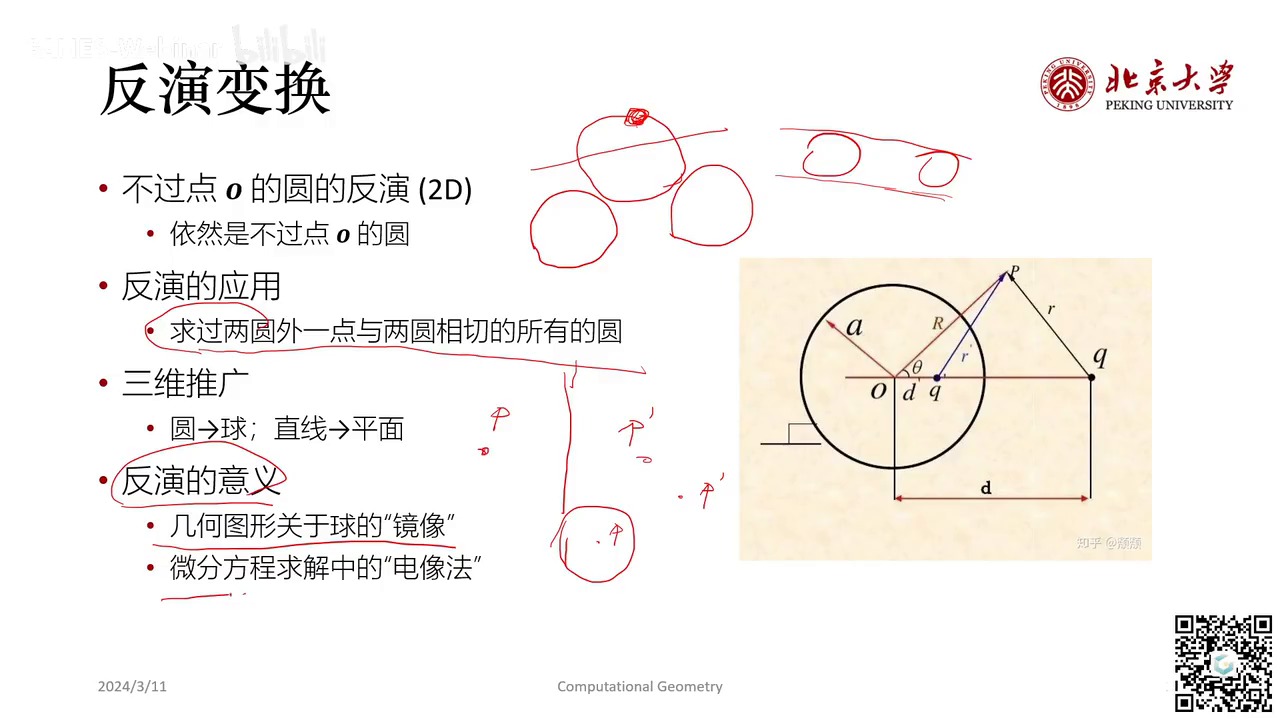 bilibili
反演变换
北京大学
PEKING UNIVERSITY
• 不过点 o 的圆的反演 (2D)
• 依然是不过点 o 的圆
• 反演的应用
• 求过两圆外一点与两圆相切的所有的圆
• 三维推广
• 圆→球；直线→平面
• 反演的意义
• 几何图形关于球的“镜像”
• 微分方程求解中的“电像法”
P
P'
P'
P
P
a
R
r
r'
θ
q
o
d'
q'
d
知乎 @颢颢
2024/3/11
Computational Geometry